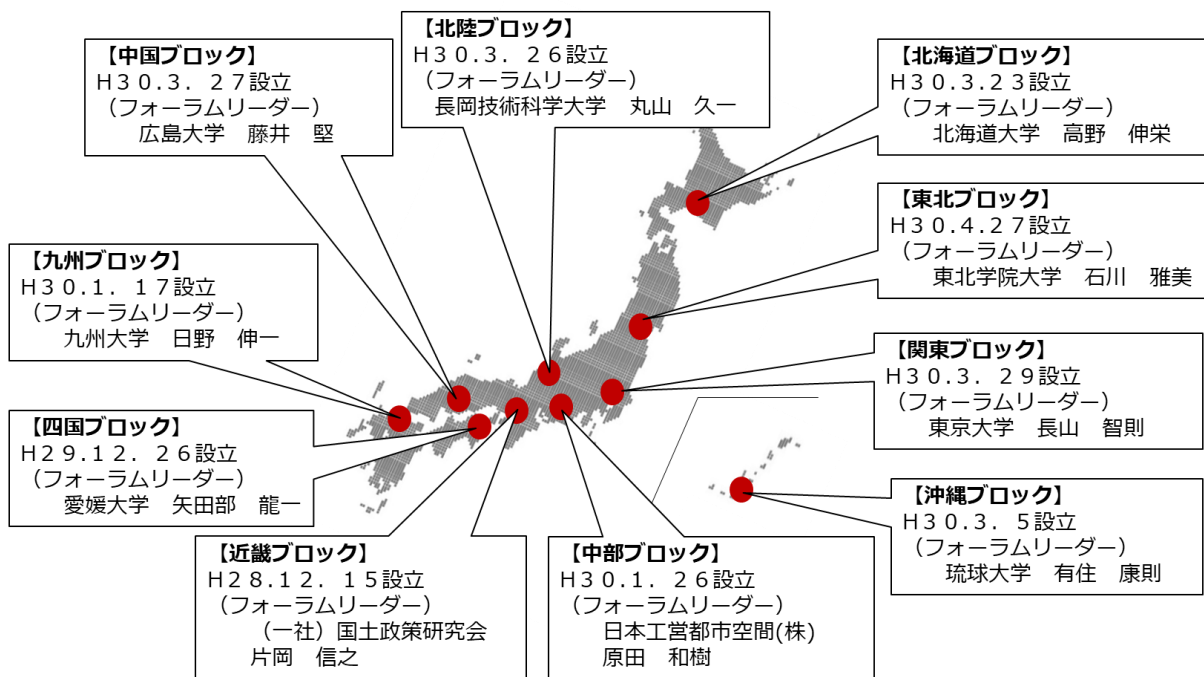 【北陸ブロック】
H30.3．２6設立
（フォーラムリーダー）
長岡技術科学大学　丸山　久一
【中国ブロック】
H30.3．２7設立
（フォーラムリーダー）
広島大学　藤井　堅
【北海道ブロック】
H30.3.23設立
（フォーラムリーダー）
北海道大学　高野　伸栄
【東北ブロック】
H30.4.27設立
（フォーラムリーダー）
東北学院大学　石川　雅美
【九州ブロック】
H30.1．17設立
（フォーラムリーダー）
九州大学　日野　伸一
【関東ブロック】
H30.3．29設立
（フォーラムリーダー）
東京大学　長山　智則
【四国ブロック】
H29.12．26設立
（フォーラムリーダー）
愛媛大学　矢田部　龍一
【沖縄ブロック】
H30.3．5設立
（フォーラムリーダー）
琉球大学　有住　康則
【近畿ブロック】
H28.12．15設立
（フォーラムリーダー）
（一社）国土政策研究会
片岡　信之
【中部ブロック】
H30.1．26設立
（フォーラムリーダー）
日本工営都市空間(株)
原田　和樹